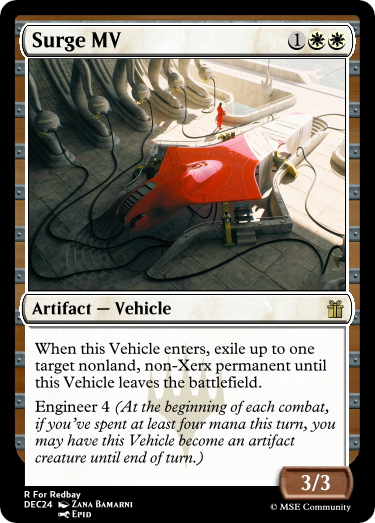 Surge MV 1
Artifact — Vehicle
When this Vehicle enters, exile up to one
target nonland, non-Xerx permanent until
this Vehicle leaves the battlefield.
Engineer 4 (At the beginning of each combat,
if you've spent at least four mana this turn, you
may have this Vehicle become an artifact
creature until end of turn.)
3/3
R For Redbay
DEC24 Zana Bamarni
Epid
© MSE Community